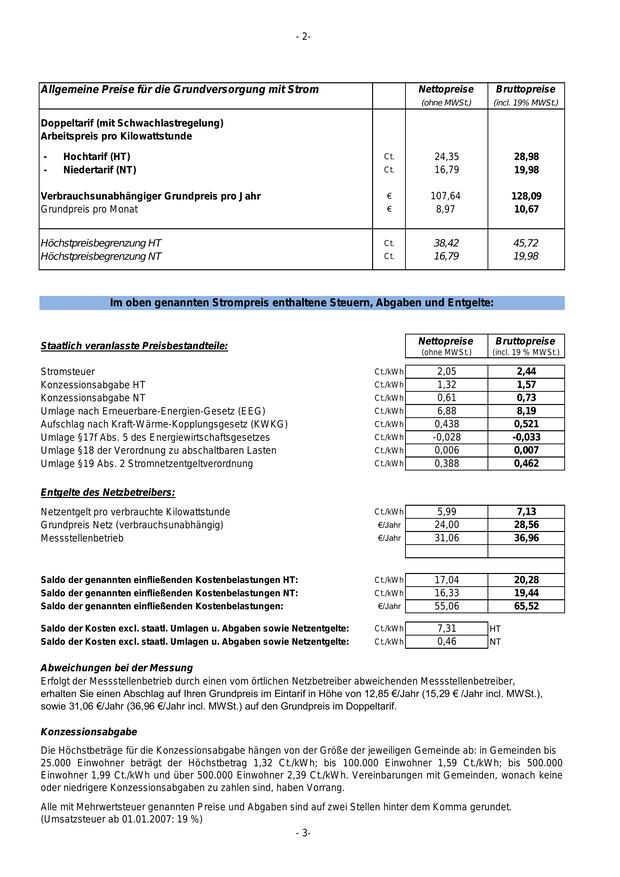 - 2-
Allgemeine Preise für die Grundversorgung mit Strom Nettopreise Bruttopreise
(ohne MWSt.) (incl. 19% MWSt.)
Doppeltarif (mit Schwachlastregelung)
Arbeitspreis pro Kilowattstunde
- Hochtarif (HT) Ct. 24,35 28,98
- Niedertarif (NT) Ct. 16,79 19,98
Verbrauchsunabhängiger Grundpreis pro Jahr € 107,64 128,09
Grundpreis pro Monat € 8,97 10,67
Höchstpreisbegrenzung HT Ct. 38,42 45,72
Höchstpreisbegrenzung NT Ct. 16,79 19,98
Im oben genannten Strompreis enthaltene Steuern, Abgaben und Entgelte:
Staatlich veranlasste Preisbestandteile: Nettopreise Bruttopreise
(ohne MWSt.) (incl. 19 % MWSt.)
Stromsteuer Ct./kWh 2,05 2,44
Konzessionsabgabe HT Ct./kWh 1,32 1,57
Konzessionsabgabe NT Ct./kWh 0,61 0,73
Umlage nach Erneuerbare-Energien-Gesetz (EEG) Ct./kWh 6,88 8,19
Aufschlag nach Kraft-Wärme-Kopplungsgesetz (KWKG) Ct./kWh 0,438 0,521
Umlage §17f Abs. 5 des Energiewirtschaftsgesetzes Ct./kWh -0,028 -0,033
Umlage §18 der Verordnung zu abschaltbaren Lasten Ct./kWh 0,006 0,007
Umlage §19 Abs. 2 Stromnetzentgeltverordnung Ct./kWh 0,388 0,462
Entgelte des Netzbetreibers:
Netzentgelt pro verbrauchte Kilowattstunde Ct./kWh 5,99 7,13
Grundpreis Netz (verbrauchsunabhängig) €/Jahr 24,00 28,56
Messstellenbetrieb €/Jahr 31,06 36,96
Saldo der genannten einfließenden Kostenbelastungen HT: Ct./kWh 17,04 20,28
Saldo der genannten einfließenden Kostenbelastungen NT: Ct./kWh 16,33 19,44
Saldo der genannten einfließenden Kostenbelastungen: €/Jahr 55,06 65,52
Saldo der Kosten excl. staatl. Umlagen u. Abgaben sowie Netzentgelte: Ct./kWh 7,31 HT
Saldo der Kosten excl. staatl. Umlagen u. Abgaben sowie Netzentgelte: Ct./kWh 0,46 NT
Abweichungen bei der Messung
Erfolgt der Messstellenbetrieb durch einen vom örtlichen Netzbetreiber abweichenden Messstellenbetreiber,
erhalten Sie einen Abschlag auf Ihren Grundpreis im Eintarif in Höhe von 12,85 €/Jahr (15,29 € /Jahr incl. MWSt.),
sowie 31,06 €/Jahr (36,96 €/Jahr incl. MWSt.) auf den Grundpreis im Doppeltarif.
Konzessionsabgabe
Die Höchstbeträge für die Konzessionsabgabe hängen von der Größe der jeweiligen Gemeinde ab: in Gemeinden bis
25.000 Einwohner beträgt der Höchstbetrag 1,32 Ct./kWh; bis 100.000 Einwohner 1,59 Ct./kWh; bis 500.000
Einwohner 1,99 Ct./kWh und über 500.000 Einwohner 2,39 Ct./kWh. Vereinbarungen mit Gemeinden, wonach keine
oder niedrigere Konzessionsabgaben zu zahlen sind, haben Vorrang.
Alle mit Mehrwertsteuer genannten Preise und Abgaben sind auf zwei Stellen hinter dem Komma gerundet.
(Umsatzsteuer ab 01.01.2007: 19 %)
- 3-